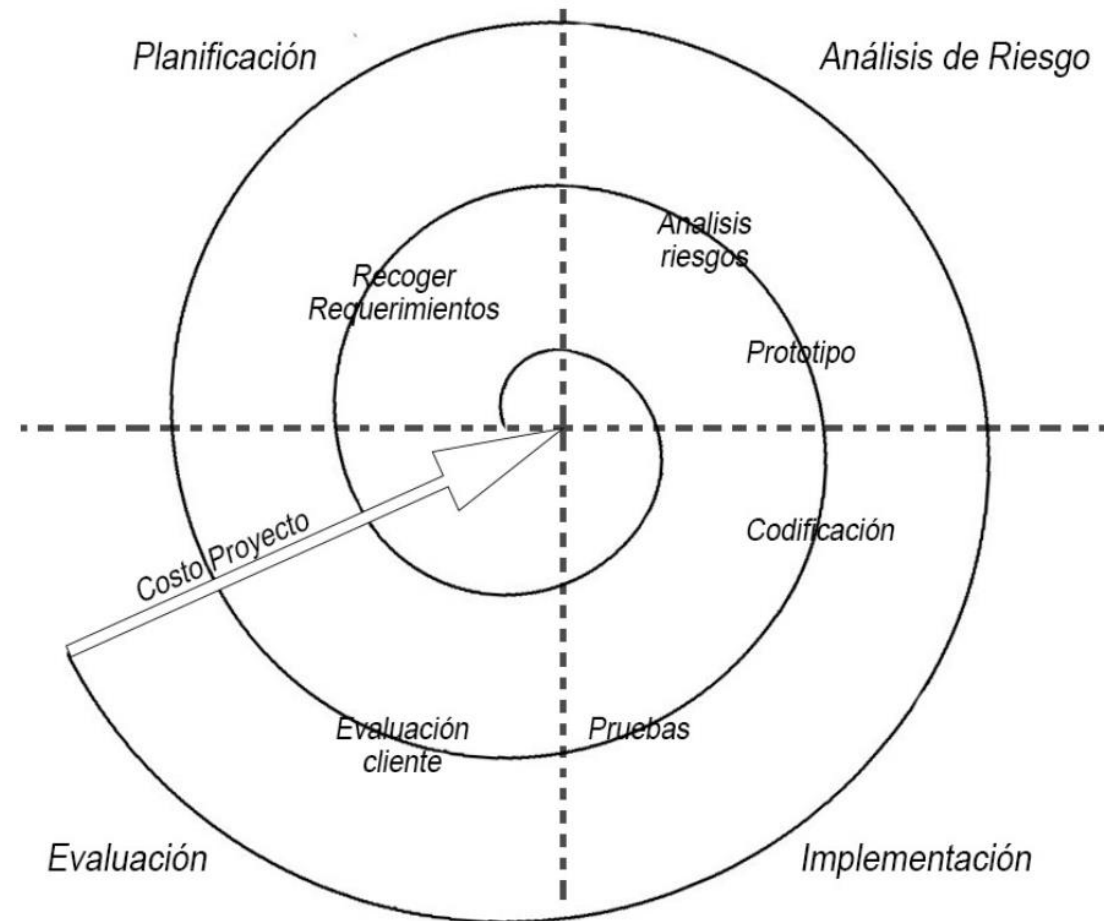 Planificación
Análisis de Riesgo
Analisis
riesgos
Recoger
Requerimientos
Prototipo
Codificación
Costo Proyecto
Evaluación
cliente
Pruebas
Evaluación
Implementación